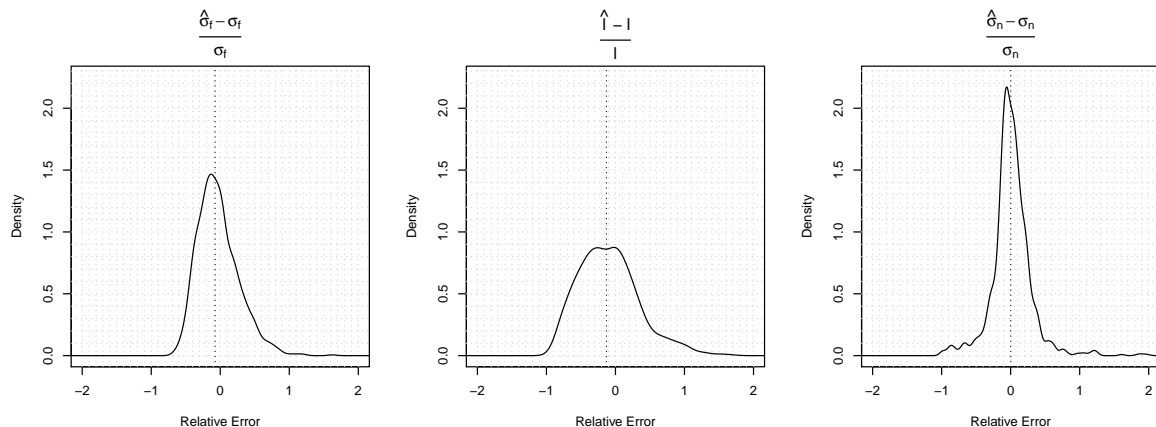 σ̂f − σf
σf
l̂ − l
l
σ̂n − σn
σn
Density
0.0 0.5 1.0 1.5 2.0
−2 −1 0 1 2
Relative Error
Density
0.0 0.5 1.0 1.5 2.0
−2 −1 0 1 2
Relative Error
Density
0.0 0.5 1.0 1.5 2.0
−2 −1 0 1 2
Relative Error